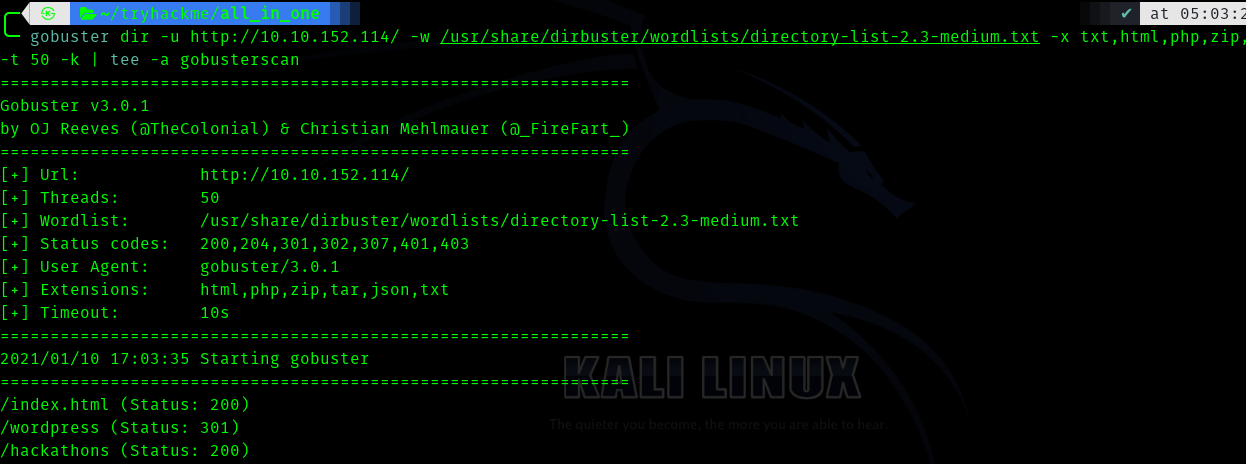 ~/tryhackme/all_in_one ✔ at 05:03:2
gobuster dir -u http://10.10.152.114/ -w /usr/share/dirbuster/wordlists/directory-list-2.3-medium.txt -x txt,html,php,zip,
-t 50 -k | tee -a gobusterscan
===============================================================
Gobuster v3.0.1
by OJ Reeves (@TheColonial) & Christian Mehlmauer (@_FireFart_)
===============================================================
[+] Url:            http://10.10.152.114/
[+] Threads:        50
[+] Wordlist:       /usr/share/dirbuster/wordlists/directory-list-2.3-medium.txt
[+] Status codes:   200,204,301,302,307,401,403
[+] User Agent:     gobuster/3.0.1
[+] Extensions:     html,php,zip,tar,json,txt
[+] Timeout:        10s
===============================================================
2021/01/10 17:03:35 Starting gobuster
===============================================================
/index.html (Status: 200)
/wordpress (Status: 301)
/hackathons (Status: 200)
KALI LINUX
The quieter you become, the more you are able to hear.